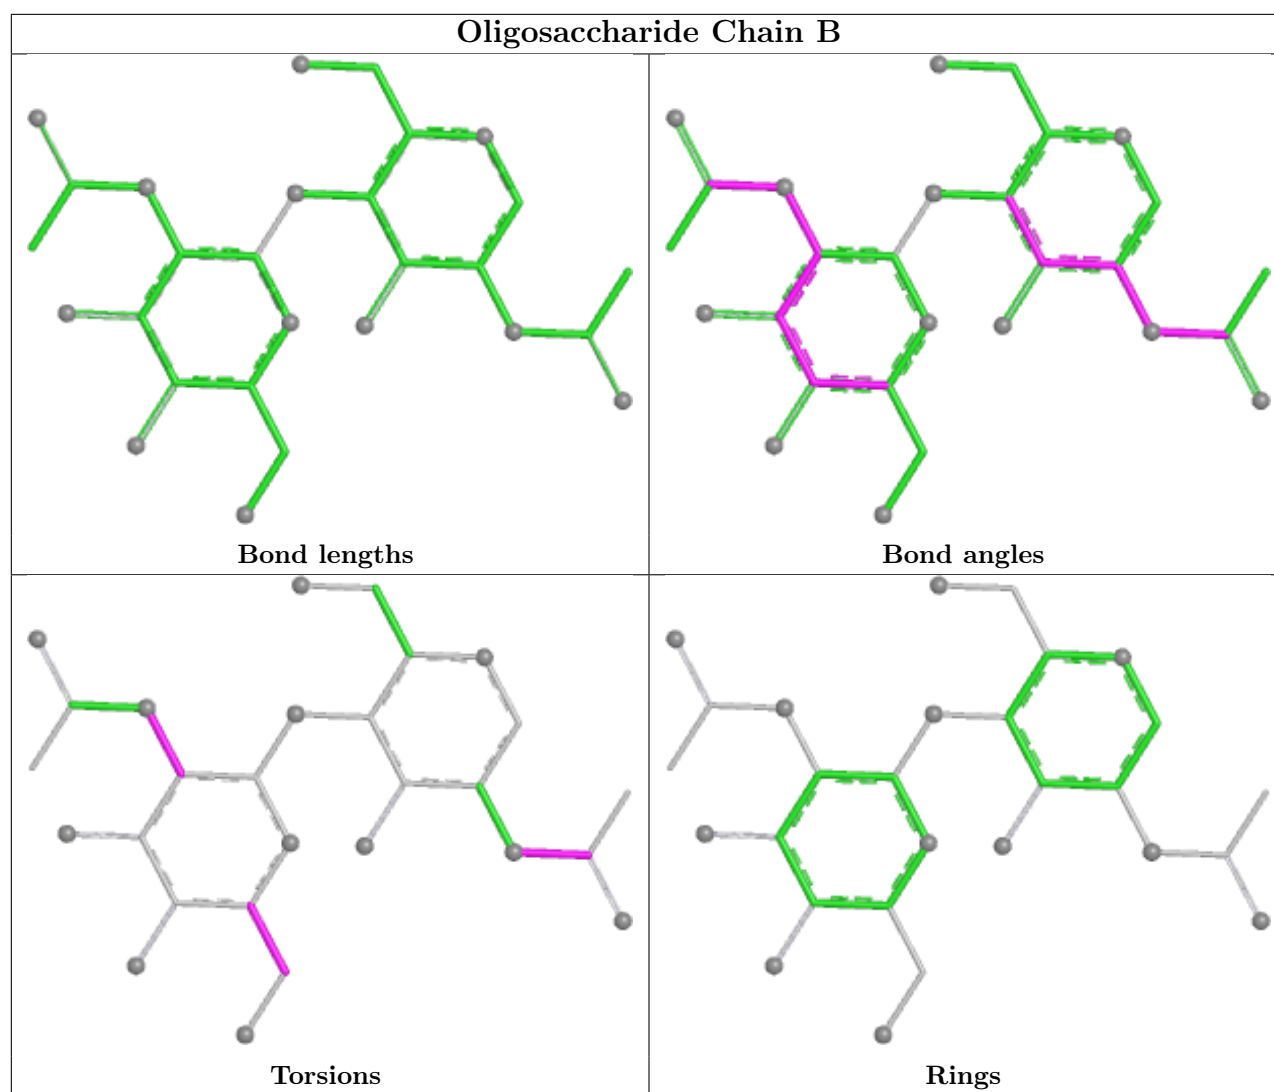 Oligosaccharide Chain B
Bond lengths
Bond angles
Torsions
Rings